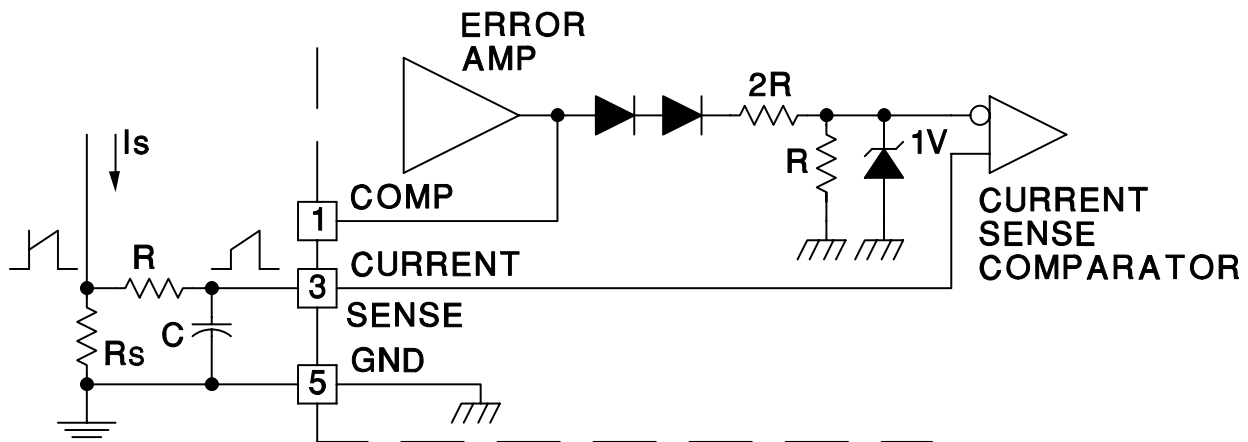 ERROR
AMP
2R
Is
R
1V
COMP
1
CURRENT
SENSE
COMPARATOR
R
CURRENT
3
SENSE
C
Rs
GND
5